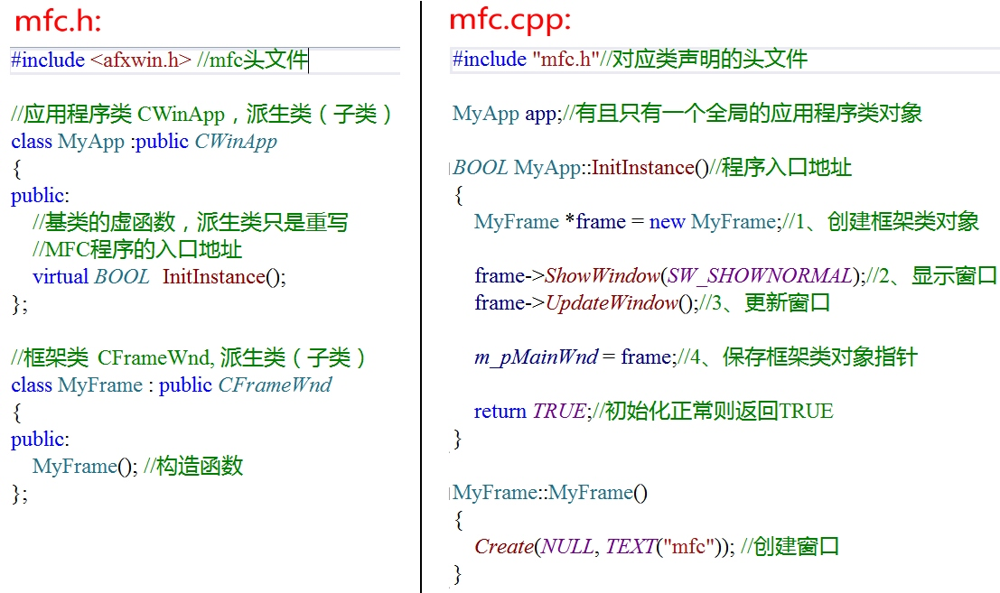 mfc.h:
#include <afxwin.h> //mfc头文件
//应用程序类 CWinApp，派生类（子类）
class MyApp :public CWinApp
{
public:
    //基类的虚函数，派生类只是重写
    //MFC程序的入口地址
    virtual BOOL  InitInstance();
};
//框架类  CFrameWnd, 派生类（子类）
class MyFrame : public CFrameWnd
{
public:
    MyFrame(); //构造函数
};
mfc.cpp:
#include "mfc.h"//对应类声明的头文件
MyApp app;//有且只有一个全局的应用程序类对象
BOOL MyApp::InitInstance()//程序入口地址
{
    MyFrame *frame = new MyFrame;//1、创建框架类对象
    frame->ShowWindow(SW_SHOWNORMAL);//2、显示窗口
    frame->UpdateWindow();//3、更新窗口
    m_pMainWnd = frame;//4、保存框架类对象指针
    return TRUE;//初始化正常则返回TRUE
}
MyFrame::MyFrame()
{
    Create(NULL, TEXT("mfc")); //创建窗口
}